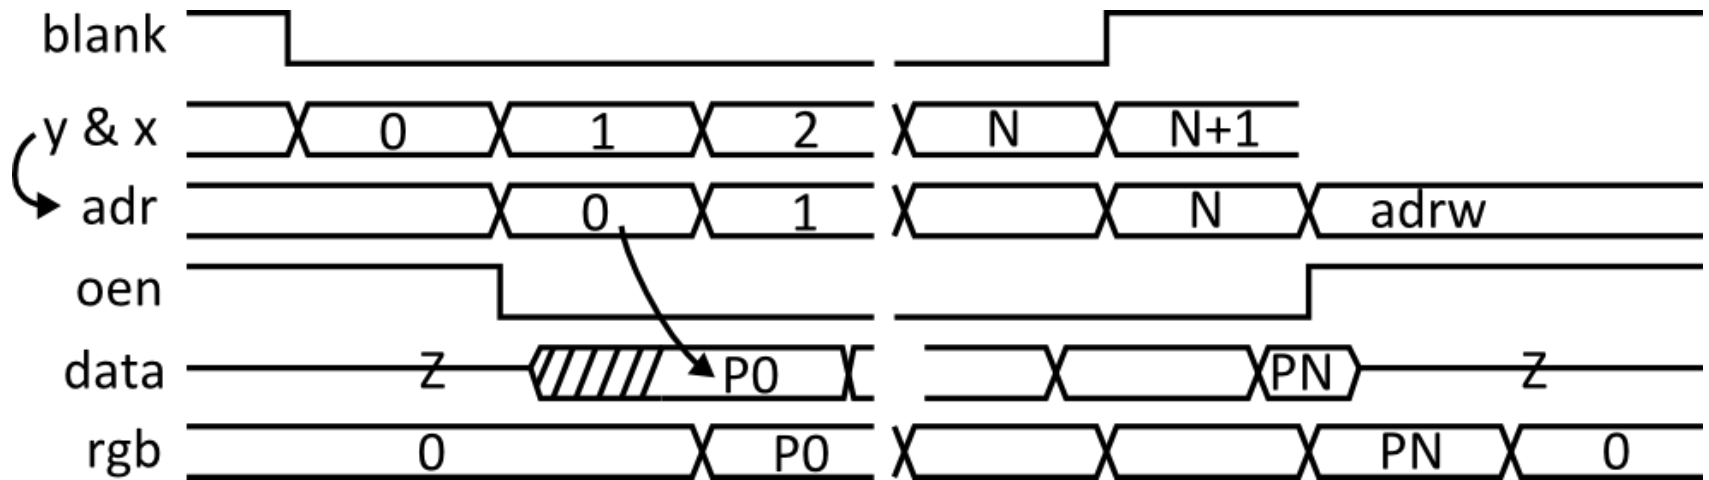 blank
y & x 0 1 2 N N+1
adr 0 1 N adrw
oen
data Z P0 PN Z
rgb 0 P0 PN 0